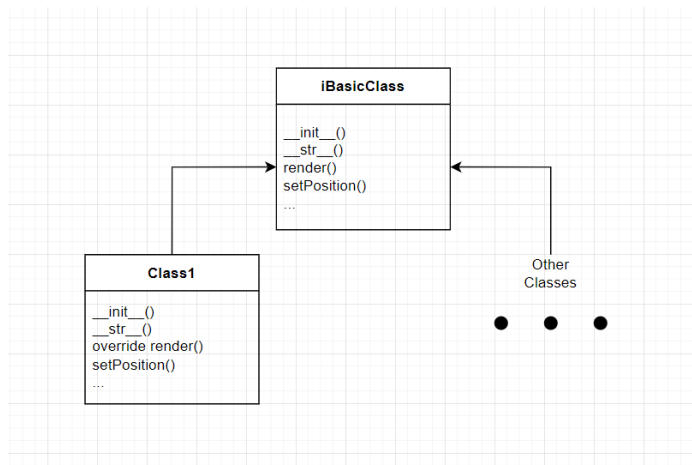 iBasicClass
__init__()
__str__()
render()
setPosition()
...
Class1
__init__()
__str__()
override render()
setPosition()
...
Other
Classes